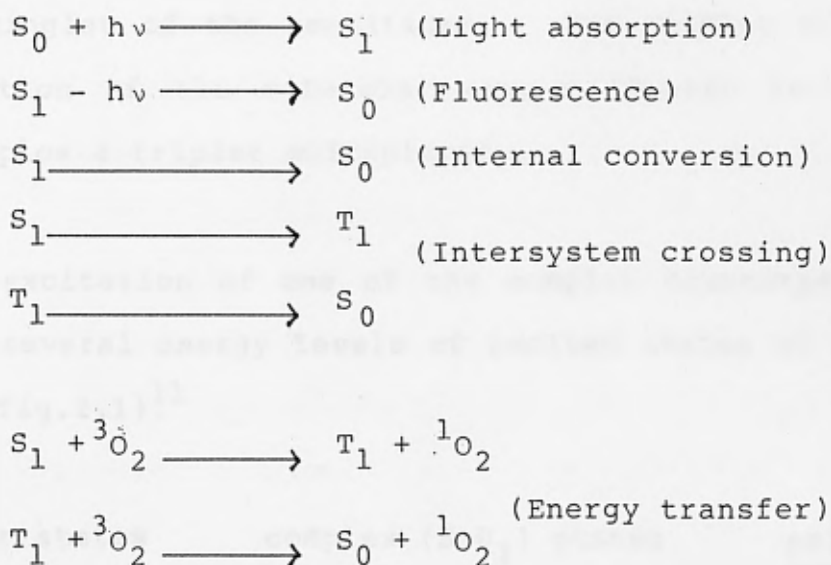 S₀ + hν ⟶ S₁ (Light absorption)
S₁ - hν ⟶ S₀ (Fluorescence)
S₁ ⟶ S₀ (Internal conversion)
S₁ ⟶ T₁
(Intersystem crossing)
T₁ ⟶ S₀
S₁ + ³O₂ ⟶ T₁ + ¹O₂
(Energy transfer)
T₁ + ³O₂ ⟶ S₀ + ¹O₂